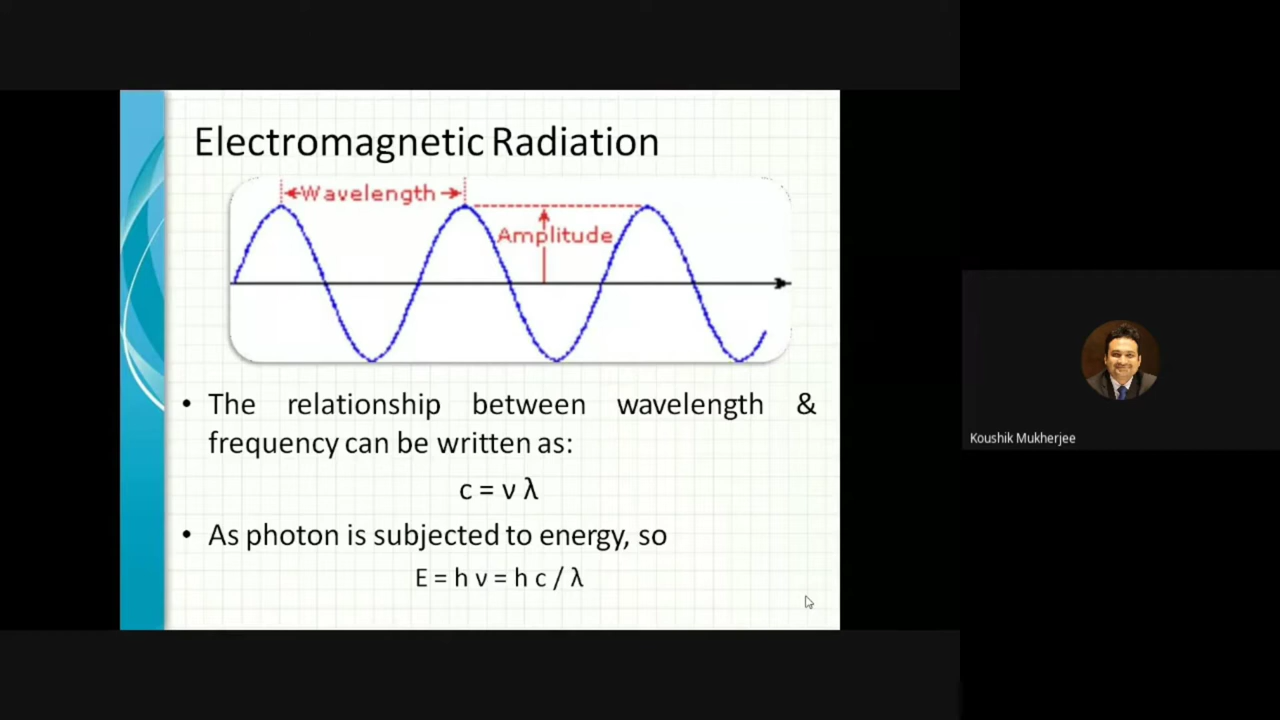 Electromagnetic Radiation
Wavelength
Amplitude
• The relationship between wavelength &
frequency can be written as:
c = ν λ
• As photon is subjected to energy, so
E = h ν = h c / λ
Koushik Mukherjee